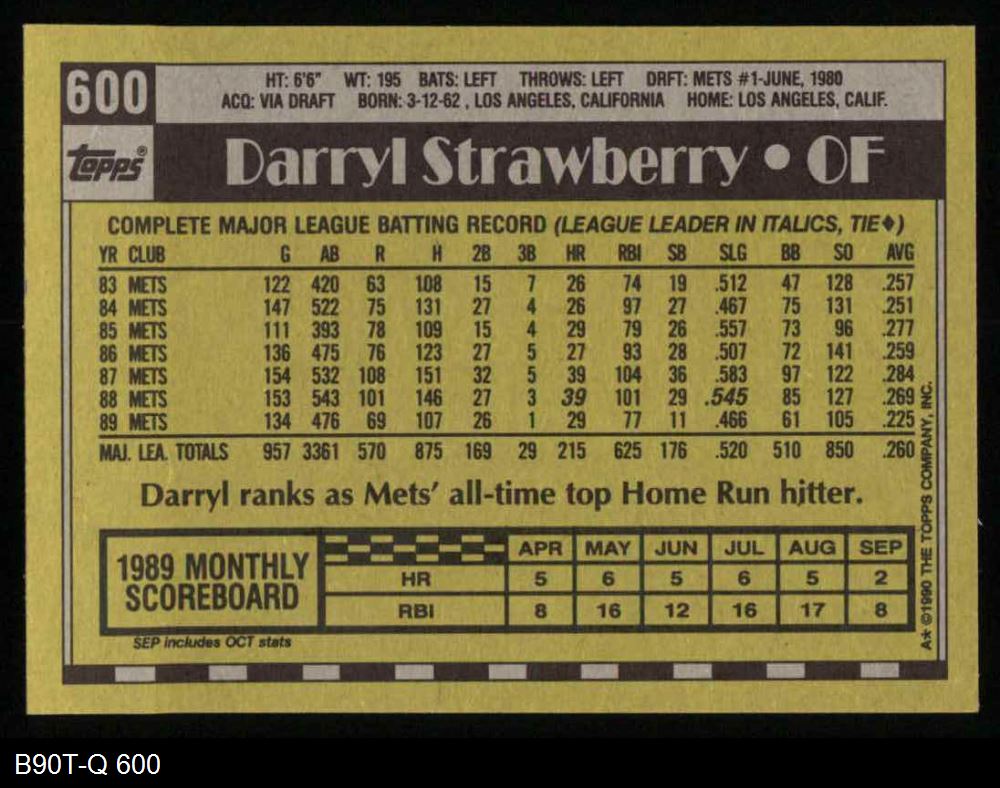 600
HT: 6'6" WT: 195 BATS: LEFT THROWS: LEFT DRFT: METS #1-JUNE, 1980
ACQ: VIA DRAFT BORN: 3-12-62 , LOS ANGELES, CALIFORNIA HOME: LOS ANGELES, CALIF.
Topps®
Darryl Strawberry • OF
COMPLETE MAJOR LEAGUE BATTING RECORD (LEAGUE LEADER IN ITALICS, TIE♦)
YR CLUB G AB R H 2B 3B HR RBI SB SLG BB SO AVG
83 METS 122 420 63 108 15 7 26 74 19 .512 47 128 .257
84 METS 147 522 75 131 27 4 26 97 27 .467 75 131 .251
85 METS 111 393 78 109 15 4 29 79 26 .557 73 96 .277
86 METS 136 475 76 123 27 5 27 93 28 .507 72 141 .259
87 METS 154 532 108 151 32 5 39 104 36 .583 97 122 .284
88 METS 153 543 101 146 27 3 39 101 29 .545 85 127 .269
89 METS 134 476 69 107 26 1 29 77 11 .466 61 105 .225
MAJ. LEA. TOTALS 957 3361 570 875 169 29 215 625 176 .520 510 850 .260
Darryl ranks as Mets' all-time top Home Run hitter.
1989 MONTHLY
SCOREBOARD
APR MAY JUN JUL AUG SEP
HR 5 6 5 6 5 2
RBI 8 16 12 16 17 8
SEP includes OCT stats
A* ©1990 THE TOPPS COMPANY, INC.
B90T-Q 600